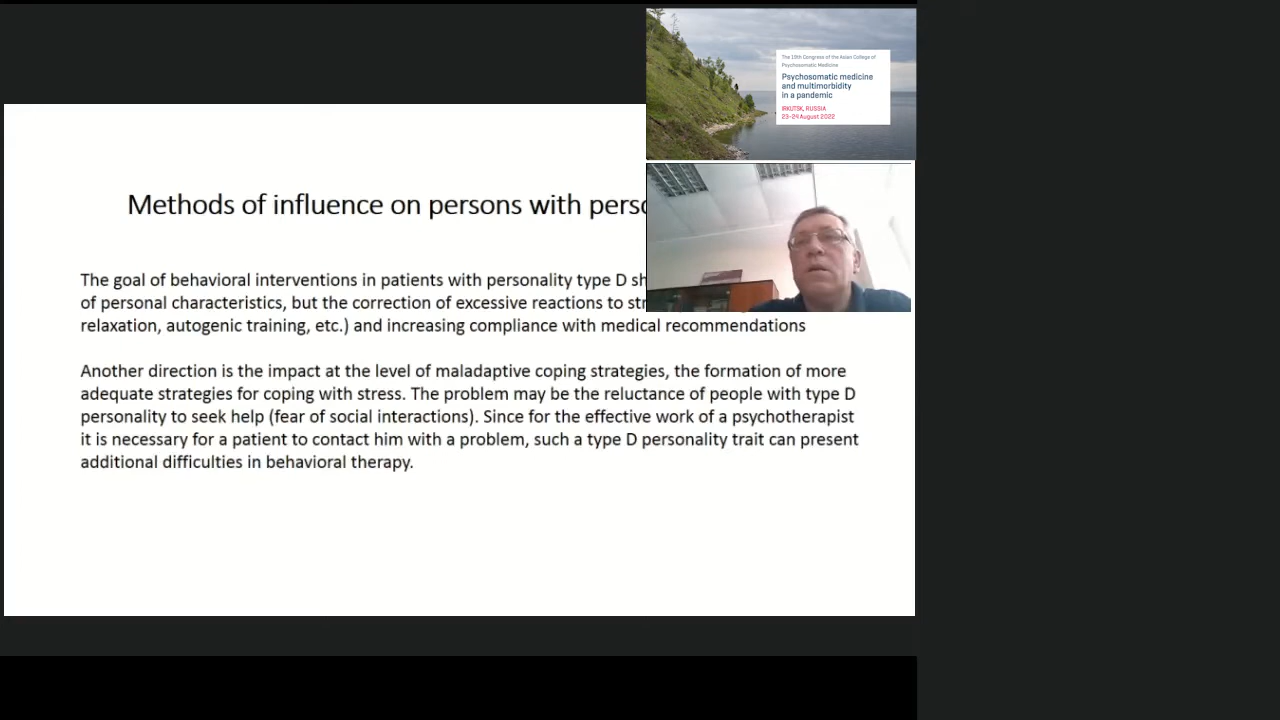 The 19th Congress of the Asian College of
Psychosomatic Medicine
Psychosomatic medicine
and multimorbidity
in a pandemic
IRKUTSK, RUSSIA
23-24 August 2022
Methods of influence on persons with perso
The goal of behavioral interventions in patients with personality type D sh
of personal characteristics, but the correction of excessive reactions to str
relaxation, autogenic training, etc.) and increasing compliance with medical recommendations
Another direction is the impact at the level of maladaptive coping strategies, the formation of more
adequate strategies for coping with stress. The problem may be the reluctance of people with type D
personality to seek help (fear of social interactions). Since for the effective work of a psychotherapist
it is necessary for a patient to contact him with a problem, such a type D personality trait can present
additional difficulties in behavioral therapy.